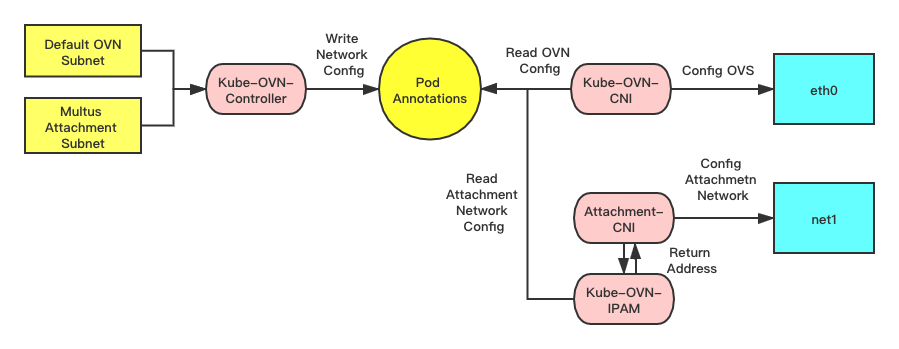 Default OVN
Subnet
Multus
Attachment
Subnet
Kube-OVN-
Controller
Write
Network
Config
Pod
Annotations
Read OVN
Config
Kube-OVN-
CNI
Config OVS
eth0
Read
Attachment
Network
Config
Attachment-
CNI
Config
Attachmetn
Network
net1
Return
Address
Kube-OVN-
IPAM